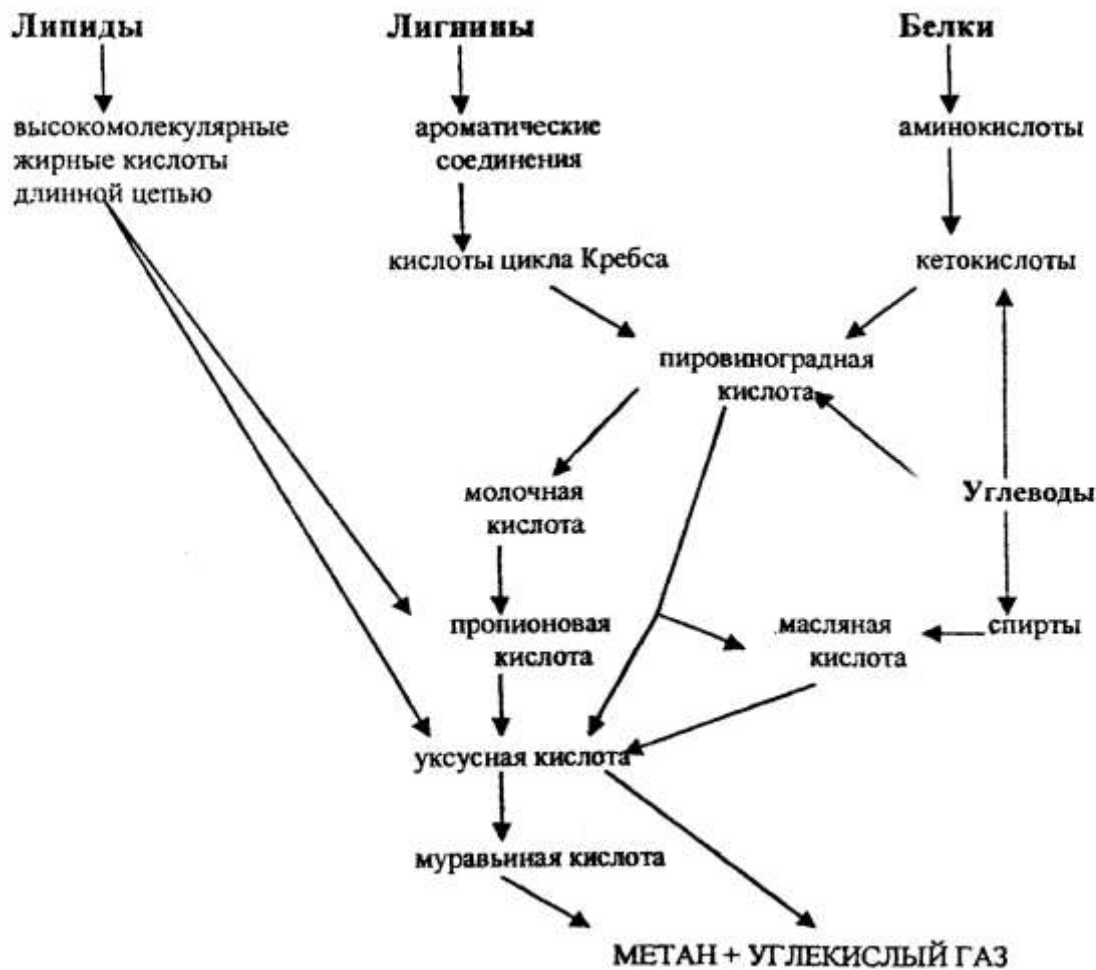 Липиды
Лигнины
Белки
высокомолекулярные
жирные кислоты
длинной цепью
ароматические
соединения
аминокислоты
кислоты цикла Кребса
кетокислоты
пировиноградная
кислота
молочная
кислота
Углеводы
пропионовая
кислота
масляная
кислота
спирты
уксусная кислота
муравьиная кислота
МЕТАН + УГЛЕКИСЛЫЙ ГАЗ